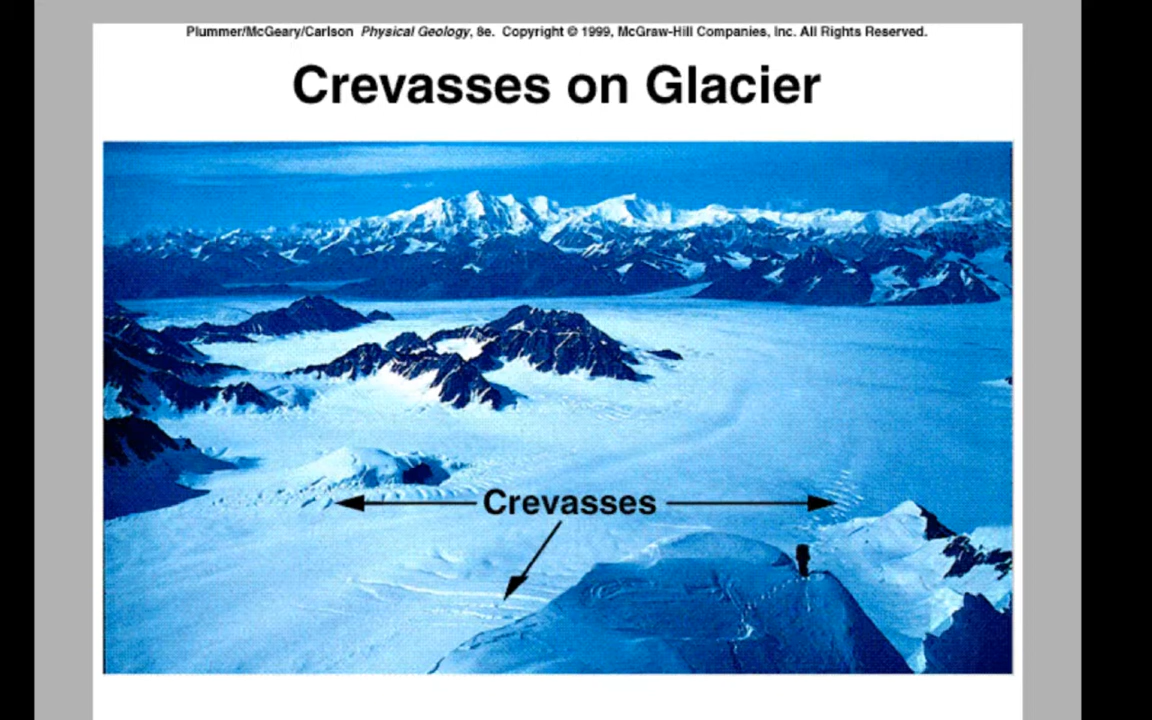 Plummer/McGeary/Carlson Physical Geology, 8e. Copyright © 1999, McGraw-Hill Companies, Inc. All Rights Reserved.
Crevasses on Glacier
Crevasses